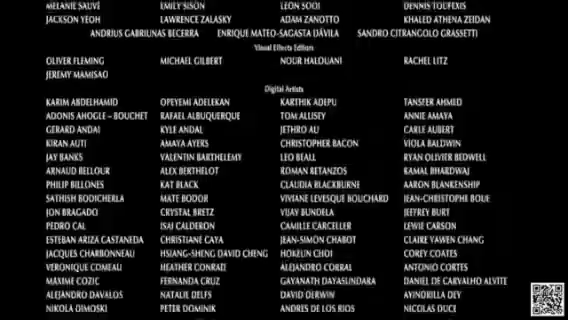 MELANIE SAUVÉ EMILY SISON LEON SOOI DENNIS TOUFEXIS
JACKSON YEOH LAWRENCE ZALASKY ADAM ZANOTTO KHALED ATHENA ZEIDAN
ANDRIUS GABRIUNAS BECERRA ENRIQUE MATEO-SAGASTA DÁVILA SANDRO CITRANGOLO GRASSETTI
Visual Effects Editors
OLIVER FLEMING MICHAEL GILBERT NOUR HALOUANI RACHEL LITZ
JEREMY MAMISAO
Digital Artists
KARIM ABDELHAMID OPEYEMI ADELEKAN KARTHIK ADEPU TANSEER AHMED
ADONIS AHOGLE – BOUCHET RAFAEL ALBUQUERQUE TOM ALLISEY ANNIE AMAYA
GERARD ANDAI KYLE ANDAL JETHRO AU CARLE AUBERT
KIRAN AUTI AMAYA AYERS CHRISTOPHER BACON VIOLA BALDWIN
JAY BANKS VALENTIN BARTHELEMY LEO BEALL RYAN OLIVIER BEDWELL
ARNAUD BELLOUR ALEX BERTHELOT ROMAN BETANZOS KAMAL BHARDWAJ
PHILIP BILLONES KAT BLACK CLAUDIA BLACKBURNE AARON BLANKENSHIP
SATHISH BODICHERLA MATE BODOR VIVIANE LEVESQUE BOUCHARD JEAN-CHRISTOPHE BOUE
JON BRAGADO CRYSTAL BRETZ VIJAY BUNDELA JEFFREY BURT
PEDRO CAL ISAJ CALDERON CAMILLE CARCELLER LEWIE CARSON
ESTEBAN ARIZA CASTANEDA CHRISTIANE CAYA JEAN-SIMON CHABOT CLAIRE YAWEN CHANG
JACQUES CHARBONNEAU HSIANG-SHENG DAVID CHENG HOKEUN CHOI COREY COATES
VERONIQUE COMEAU HEATHER CONRAD ALEJANDRO CORRAL ANTONIO CORTES
MAXIME COZIC FERNANDA CRUZ GAYANATH DAYASUNDARA DANIEL DE CARVALHO ALVITE
ALEJANDRO DAVALOS NATALIE DELFS DAVID DERWIN AYINORILLA DEY
NIKOLA DIMOSKI PETER DOMINIK ANDRES DE LOS RIOS NICOLAS DUCE